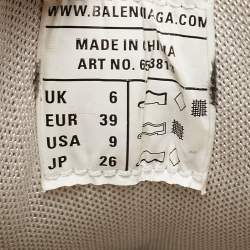 WWW.BALENCIAGA.COM
MADE IN CHINA
ART NO.
UK 6
EUR 39
USA 9
JP 26